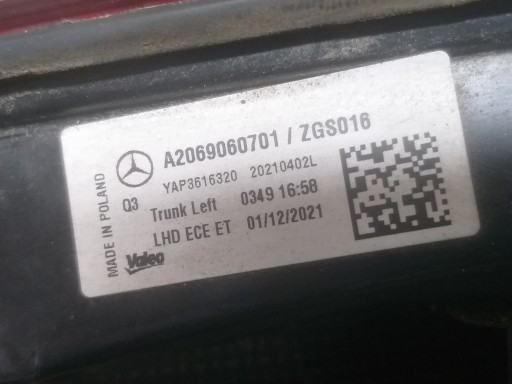 A2069060701 / ZGS016
YAP3616320 20210402L
Q3 Trunk Left 0349 16:58
LHD ECE ET 01/12/2021
Valeo
MADE IN POLAND